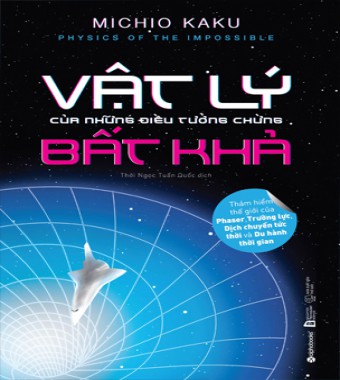 MICHIO KAKU
PHYSICS OF THE IMPOSSIBLE
VẬT LÝ
CỦA NHỮNG ĐIỀU TƯỞNG CHỪNG
BẤT KHẢ
Thái Ngọc Tuấn Quốc dịch
Thám hiểm
thế giới của
Phaser, Trường lực,
Dịch chuyển tức
thời và Du hành
thời gian
alphabooks